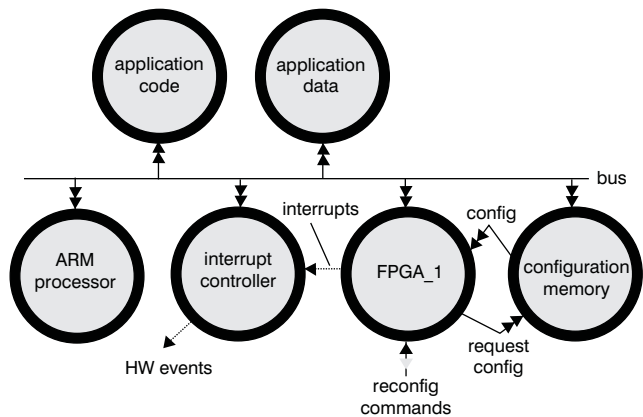 application
code
application
data
bus
interrupts
config
ARM
processor
interrupt
controller
FPGA_1
configuration
memory
HW events
reconfig
commands
request
config